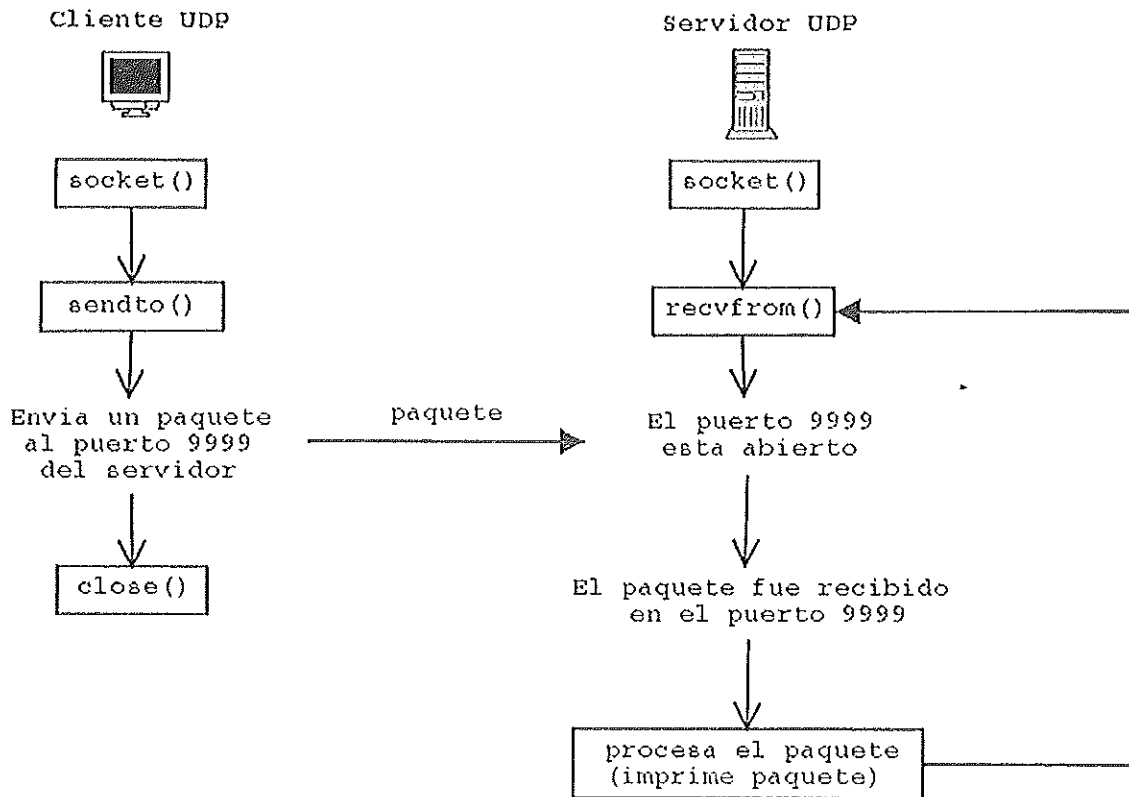 Cliente UDP
Servidor UDP
socket()
sendto()
Envia un paquete
al puerto 9999
del servidor
close()
paquete
socket()
recvfrom()
El puerto 9999
esta abierto
El paquete fue recibido
en el puerto 9999
procesa el paquete
(imprime paquete)